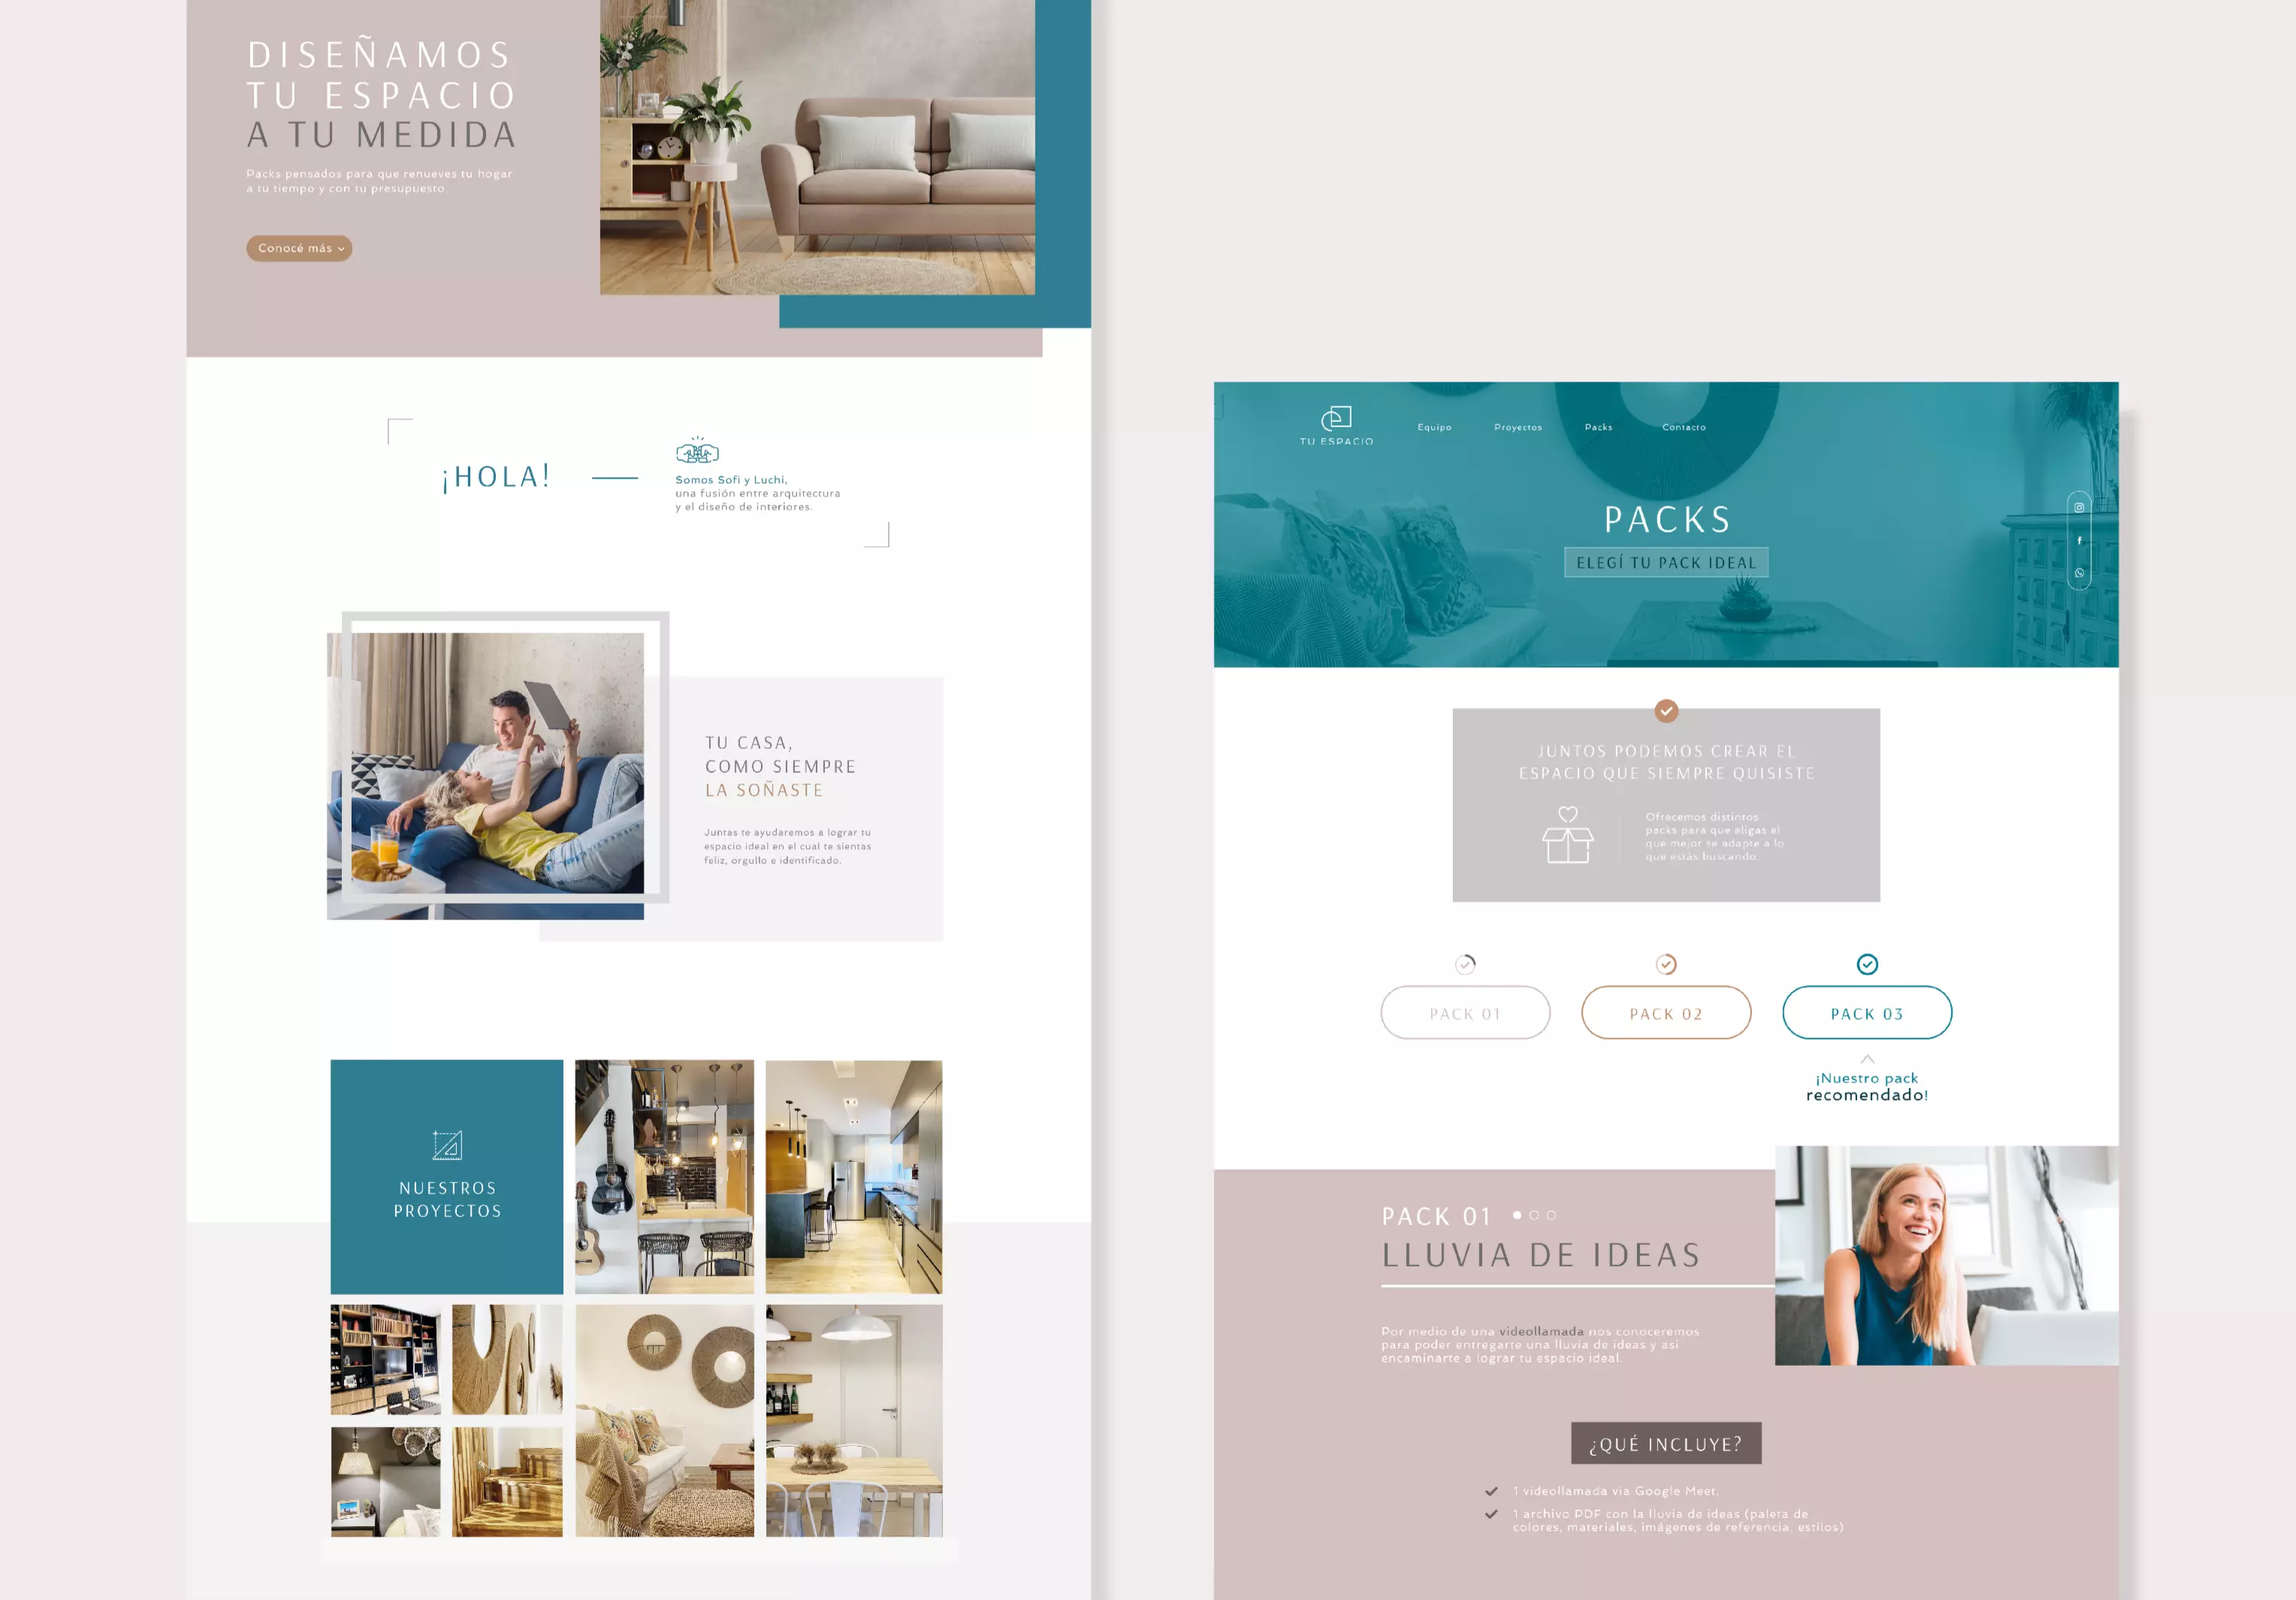 DISEÑAMOS
TU ESPACIO
A TU MEDIDA
Packs pensados para que renueves tu hogar
a tu tiempo y con tu presupuesto.
Conocé más
¡HOLA!
Somos Sofi y Luchi,
una fusión entre arquitectura
y el diseño de interiores.
TU CASA,
COMO SIEMPRE
LA SOÑASTE
Juntas te ayudaremos a lograr tu
espacio ideal en el cual te sientas
feliz, orgullo e identificado.
NUESTROS
PROYECTOS
TU ESPACIO
Equipo
Proyectos
Packs
Contacto
PACKS
ELEGÍ TU PACK IDEAL
JUNTOS PODEMOS CREAR EL
ESPACIO QUE SIEMPRE QUISISTE
Ofrecemos distintos
packs para que eligas el
que mejor se adapte a lo
que estás buscando.
PACK 01
PACK 02
PACK 03
¡Nuestro pack
recomendado!
PACK 01
LLUVIA DE IDEAS
Por medio de una videollamada nos conoceremos
para poder entregarte una lluvia de ideas y asi
encaminarte a lograr tu espacio ideal.
¿QUÉ INCLUYE?
1 videollamada via Google Meet.
1 archivo PDF con la lluvia de ideas (paleta de
colores, materiales, imágenes de referencia, estilos)